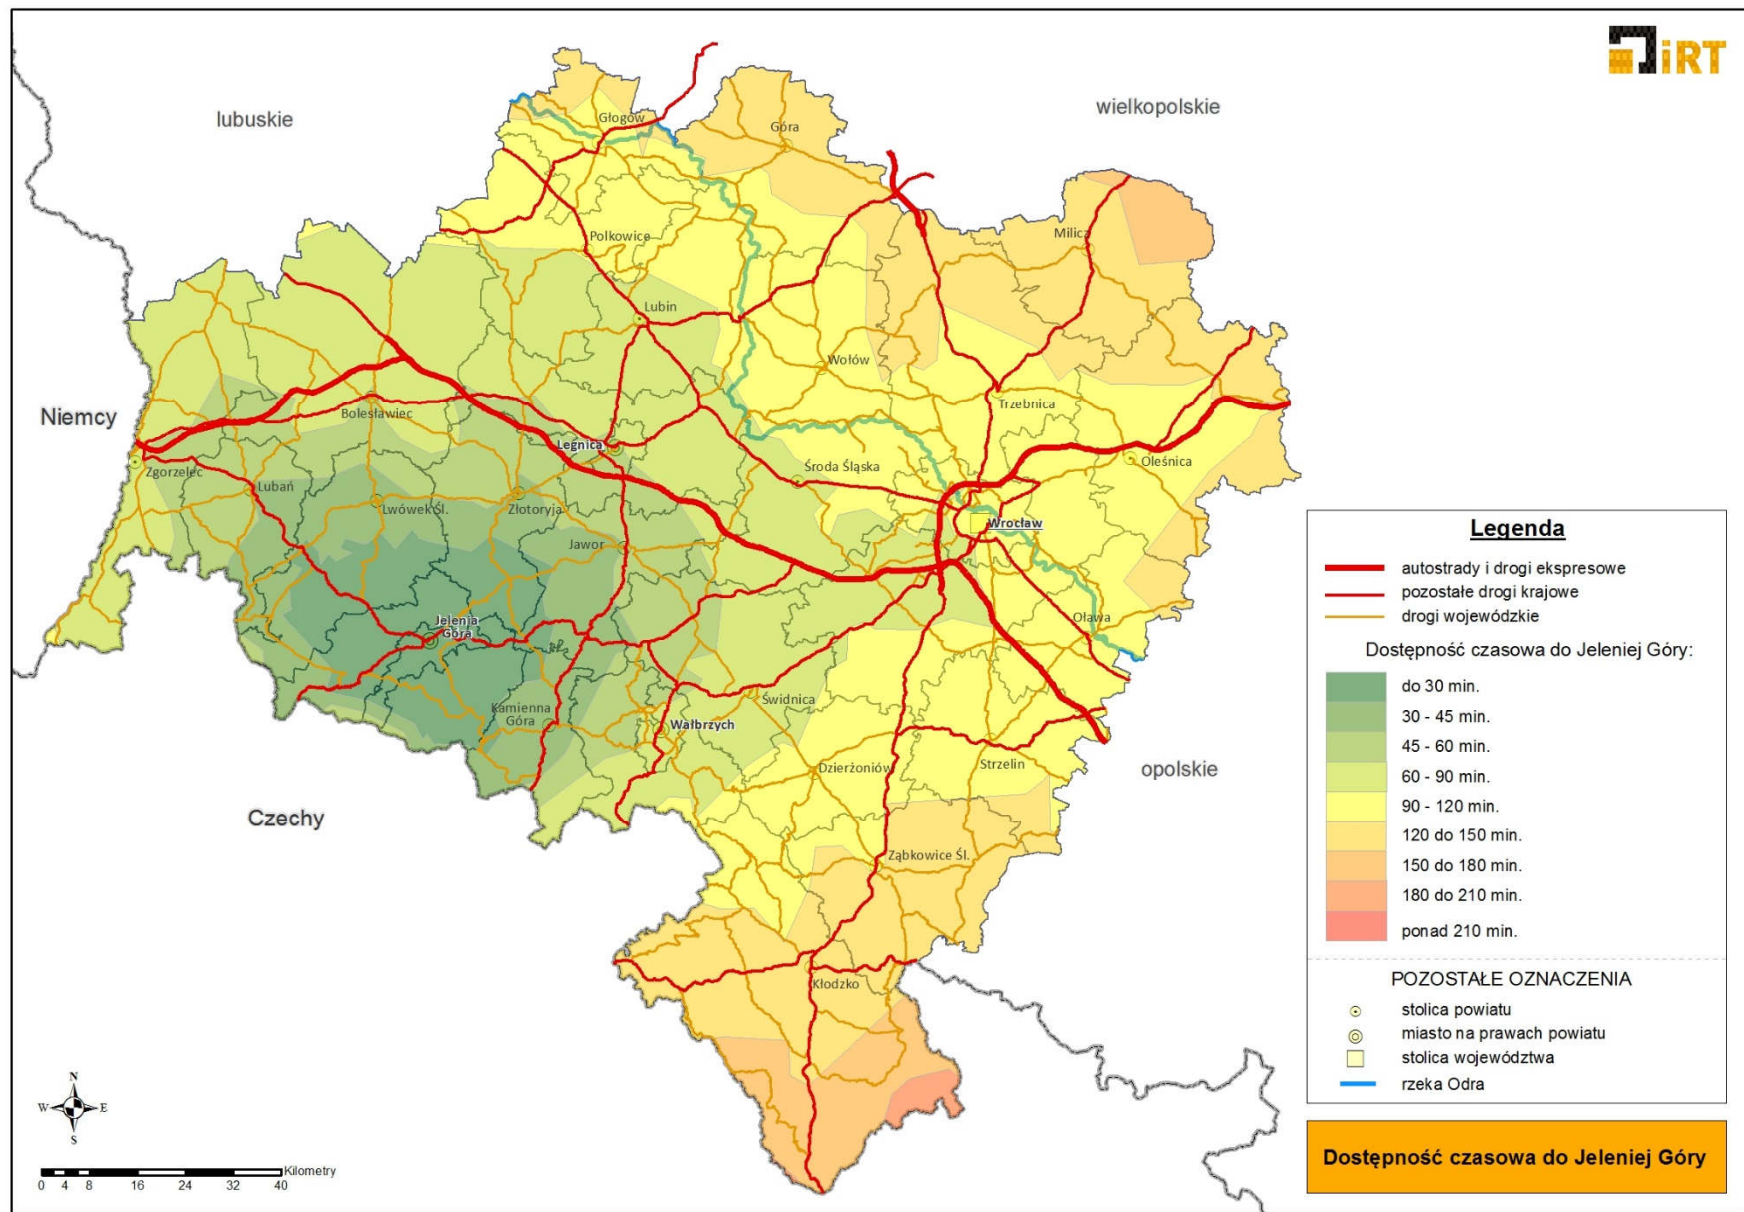 iRT
lubuskie
wielkopolskie
Głogów
Góra
Milicz
Polkowice
Lubin
Wołów
Trzebnica
Niemcy
Bolesławiec
Legnica
Środa Śląska
Oleśnica
Zgorzelec
Lubań
Lwówek Śl.
Złotoryja
Wrocław
Jawor
Jelenia
Góra
Oława
Kamienna
Góra
Wałbrzych
Świdnica
Dzierżoniów
Strzelin
opolskie
Czechy
Ząbkowice Śl.
Kłodzko
Legenda
autostrady i drogi ekspresowe
pozostałe drogi krajowe
drogi wojewódzkie
Dostępność czasowa do Jeleniej Góry:
do 30 min.
30 - 45 min.
45 - 60 min.
60 - 90 min.
90 - 120 min.
120 do 150 min.
150 do 180 min.
180 do 210 min.
ponad 210 min.
POZOSTAŁE OZNACZENIA
stolica powiatu
miasto na prawach powiatu
stolica województwa
rzeka Odra
Dostępność czasowa do Jeleniej Góry
N
W E
S
Kilometry
0 4 8 16 24 32 40